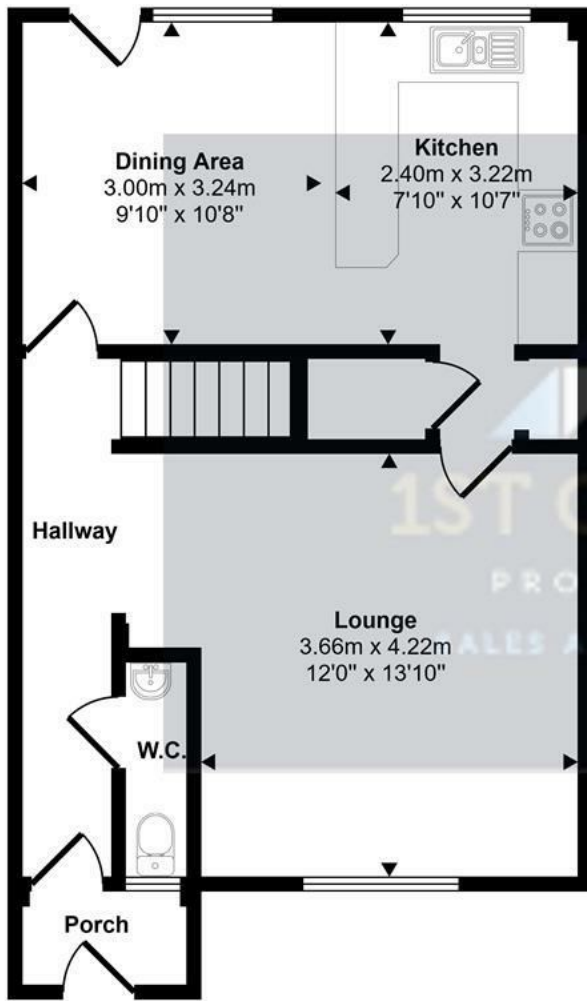 Dining Area
3.00m x 3.24m
9'10" x 10'8"
Kitchen
2.40m x 3.22m
7'10" x 10'7"
Hallway
1ST
PRO
SALES A
Lounge
3.66m x 4.22m
12'0" x 13'10"
W.C.
Porch